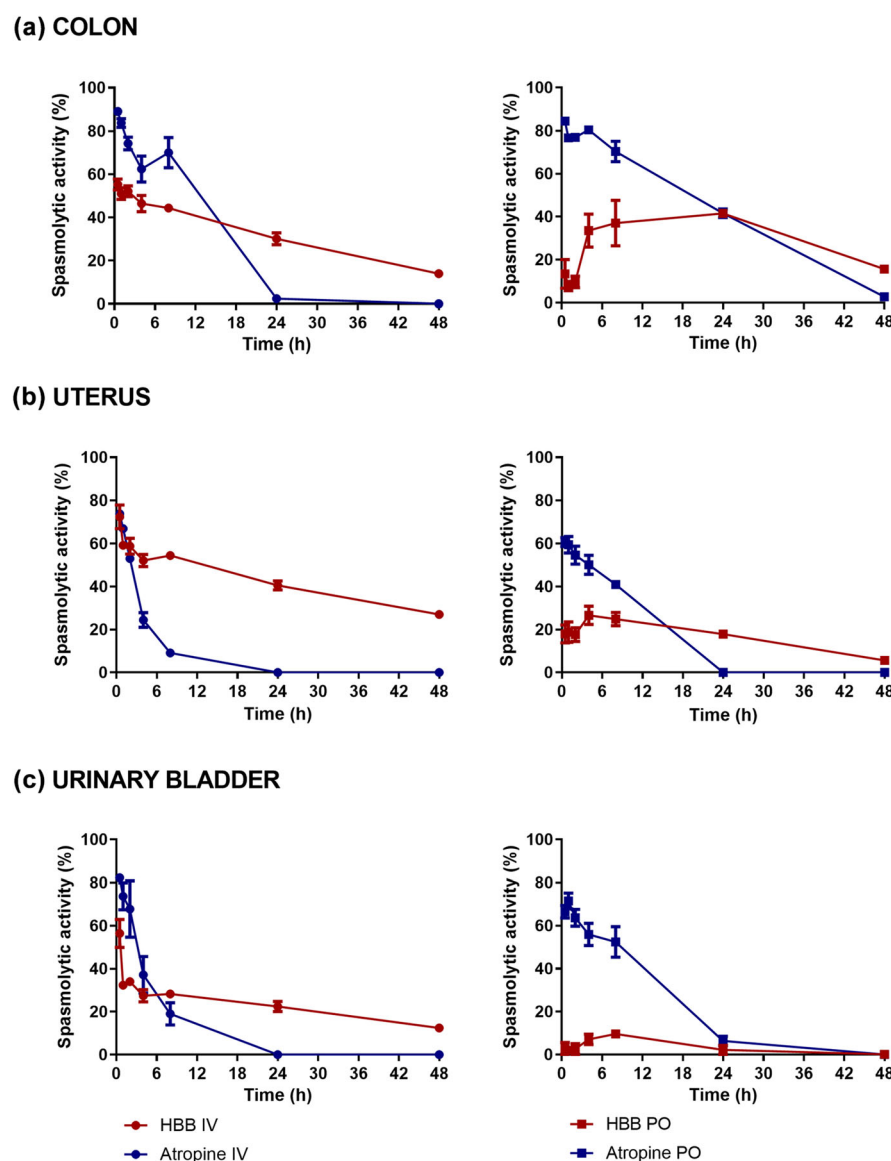 (a) COLON
Spasmolytic activity (%)
100
80
60
40
20
0
0 6 12 18 24 30 36 42 48
Time (h)
Spasmolytic activity (%)
100
80
60
40
20
0
0 6 12 18 24 30 36 42 48
Time (h)
(b) UTERUS
Spasmolytic activity (%)
100
80
60
40
20
0
0 6 12 18 24 30 36 42 48
Time (h)
Spasmolytic activity (%)
100
80
60
40
20
0
0 6 12 18 24 30 36 42 48
Time (h)
(c) URINARY BLADDER
Spasmolytic activity (%)
100
80
60
40
20
0
0 6 12 18 24 30 36 42 48
Time (h)
HBB IV
Atropine IV
Spasmolytic activity (%)
100
80
60
40
20
0
0 6 12 18 24 30 36 42 48
Time (h)
HBB PO
Atropine PO